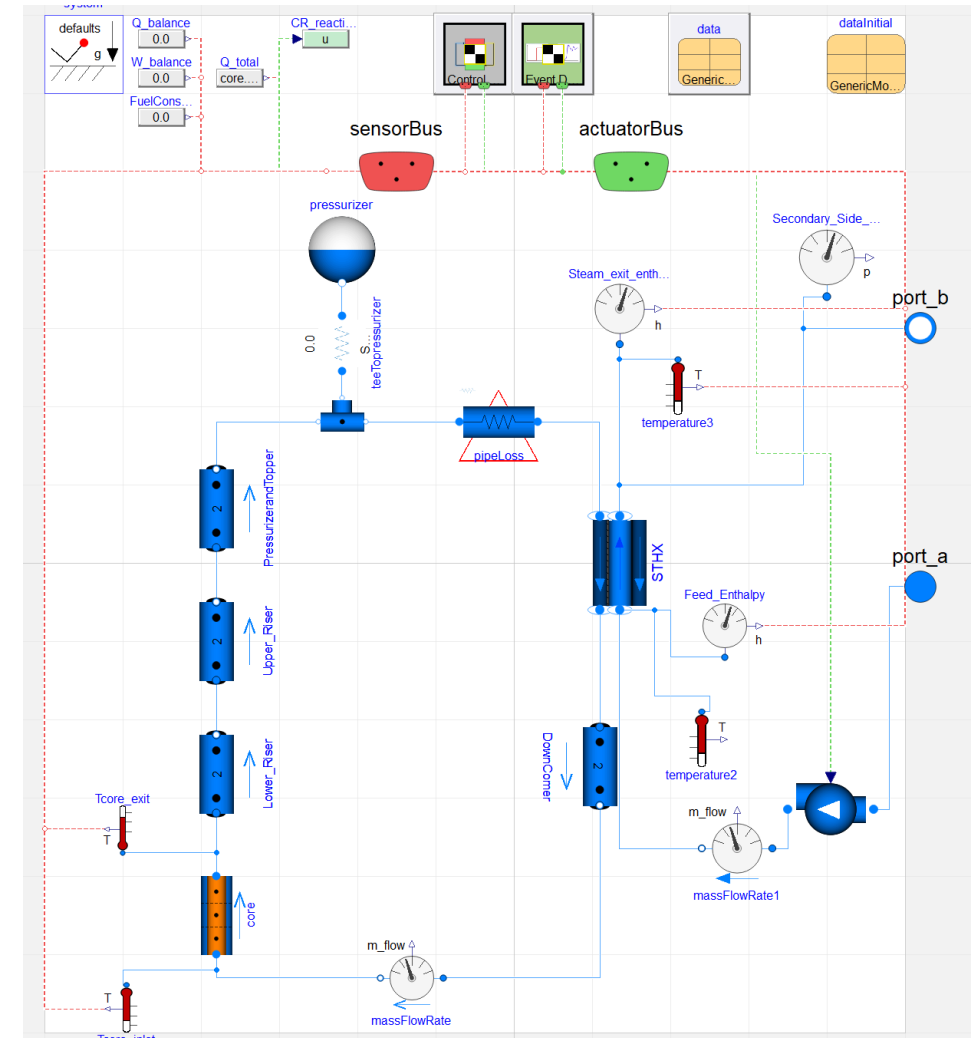 system
defaults
g
Q_balance
0.0
W_balance
0.0
FuelCons...
0.0
Q_total
core....
CR_reacti...
u
Control.
Event D
data
Generic...
dataInitial
GenericMo...
sensorBus
actuatorBus
pressurizer
Secondary_Side_...
p
Steam_exit_enth...
h
port_b
0.0
S...
teeTopressurizer
T
temperature3
pipeLoss
2
PressurizerandTopper
STHX
port_a
Feed_Enthalpy
h
2
Upper_Riser
T
temperature2
2
Lower_Riser
2
DownComer
Tcore_exit
T
m_flow
massFlowRate1
core
m_flow
massFlowRate
T
Tcore_inlet